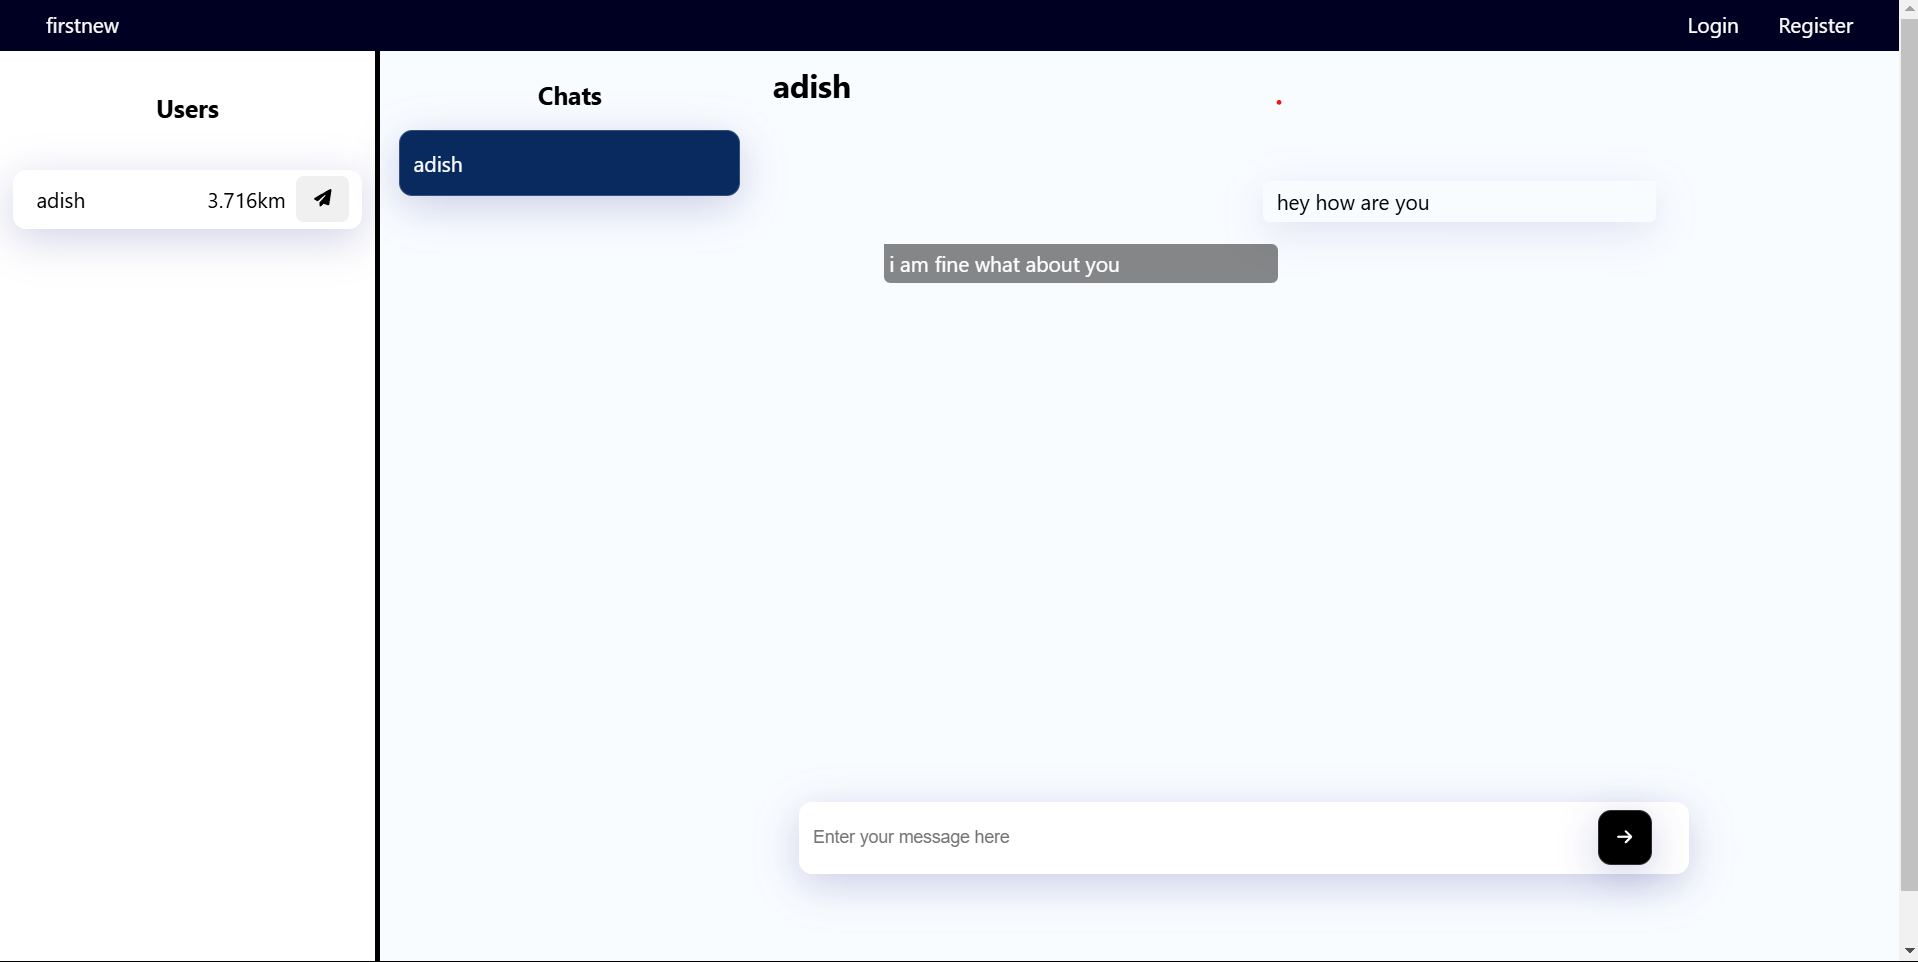 firstnew
Login
Register
Users
adish
3.716km
Chats
adish
adish
hey how are you
i am fine what about you
Enter your message here